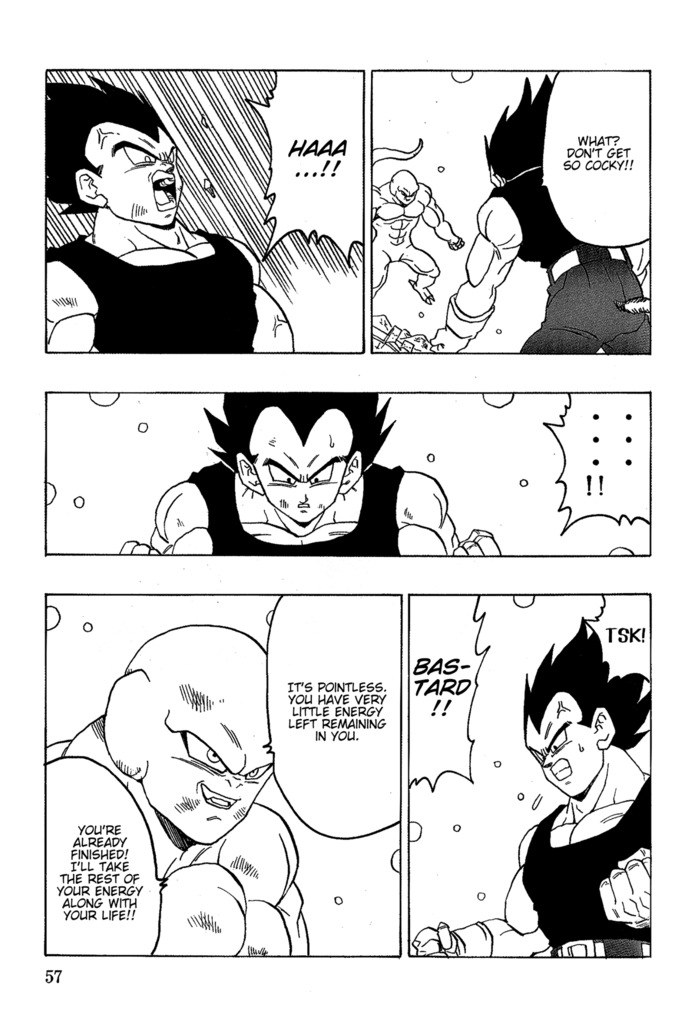 WHAT?
DON'T GET
SO COCKY!!
HAAA
...!!
......
!!
TSK!
BAS-
TARD
!!
IT'S POINTLESS.
YOU HAVE VERY
LITTLE ENERGY
LEFT REMAINING
IN YOU.
YOU'RE
ALREADY
FINISHED!
I'LL TAKE
THE REST OF
YOUR ENERGY
ALONG WITH
YOUR LIFE!!
57